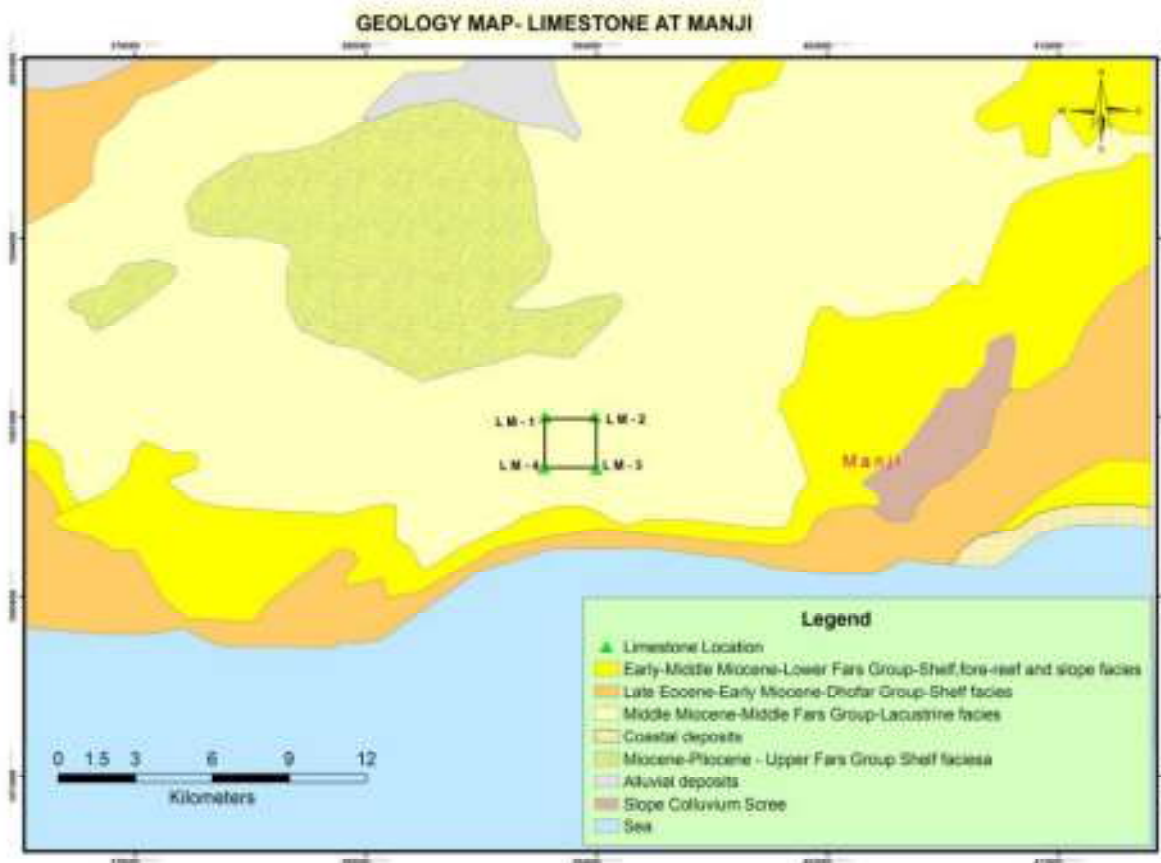 GEOLOGY MAP- LIMESTONE AT MANJI
N
S
LM-1
LM-2
LM-4
LM-3
Manji
0 1.5 3 6 9 12
Kilometers
Legend
Limestone Location
Early-Middle Miocene-Lower Fars Group-Shelf,fore-reef and slope facies
Late Eocene-Early Miocene-Dhofar Group-Shelf facies
Middle Miocene-Middle Fars Group-Lacustrine facies
Coastal deposits
Miocene-Pliocene - Upper Fars Group Shelf faciesa
Alluvial deposits
Slope Colluvium Scree
Sea